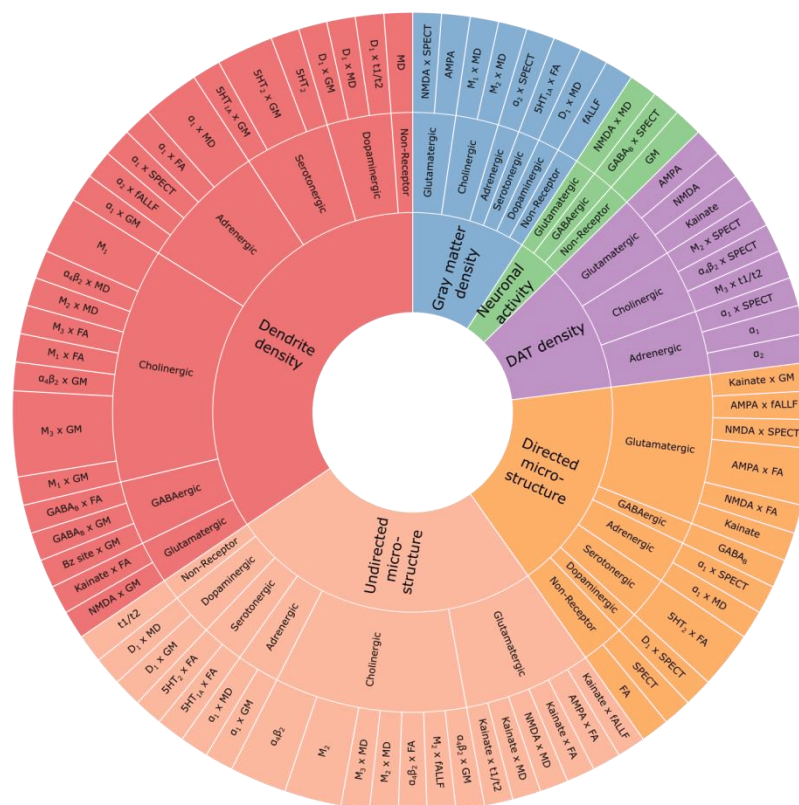 Gray matter
density
Glutamatergic
NMDA x SPECT
AMPA
Cholinergic
M₁ x MD
M₂ x MD
Adrenergic
α₂ x SPECT
Serotonergic
5HT₁ₐ x FA
Dopaminergic
D₁ x MD
Non-Receptor
fALLF
Neuronal
activity
Glutamatergic
NMDA x MD
GABAergic
GABA_B x SPECT
Non-Receptor
GM
DAT density
Glutamatergic
AMPA
NMDA
Kainate
Cholinergic
M₂ x SPECT
α₄β₂ x SPECT
M₃ x t1/t2
Adrenergic
α₁ x SPECT
α₁
α₂
Directed
micro-
structure
Glutamatergic
Kainate x GM
AMPA x fALLF
NMDA x SPECT
AMPA x FA
NMDA x FA
Kainate
GABAergic
GABA_B
Adrenergic
α₁ x SPECT
α₁ x MD
Serotonergic
5HT₂ x FA
Dopaminergic
D₁ x SPECT
Non-Receptor
SPECT
FA
Undirected
micro-
structure
Glutamatergic
Kainate x fALLF
AMPA x FA
Kainate x FA
NMDA x MD
Kainate x MD
Kainate x t1/t2
Cholinergic
α₄β₂ x GM
M₂ x fALLF
α₄β₂ x FA
M₂ x MD
M₃ x MD
M₂
α₄β₂
Adrenergic
α₁ x GM
α₁ x MD
Serotonergic
5HT₁ₐ x FA
5HT₂ x FA
Dopaminergic
D₁ x GM
D₁ x MD
Non-Receptor
t1/t2
Dendrite
density
Glutamatergic
NMDA x GM
Kainate x FA
GABAergic
Bz site x GM
GABA_B x GM
GABA_B x FA
Cholinergic
M₁ x GM
M₃ x GM
α₄β₂ x GM
M₁ x FA
M₃ x FA
M₂ x MD
α₄β₂ x MD
M₁
Adrenergic
α₁ x GM
α₂ x fALLF
α₁ x SPECT
α₁ x FA
α₁ x MD
Serotonergic
5HT₁ₐ x GM
5HT₂ x GM
5HT₂
Dopaminergic
D₁ x GM
D₁ x MD
D₁ x t1/t2
Non-Receptor
MD